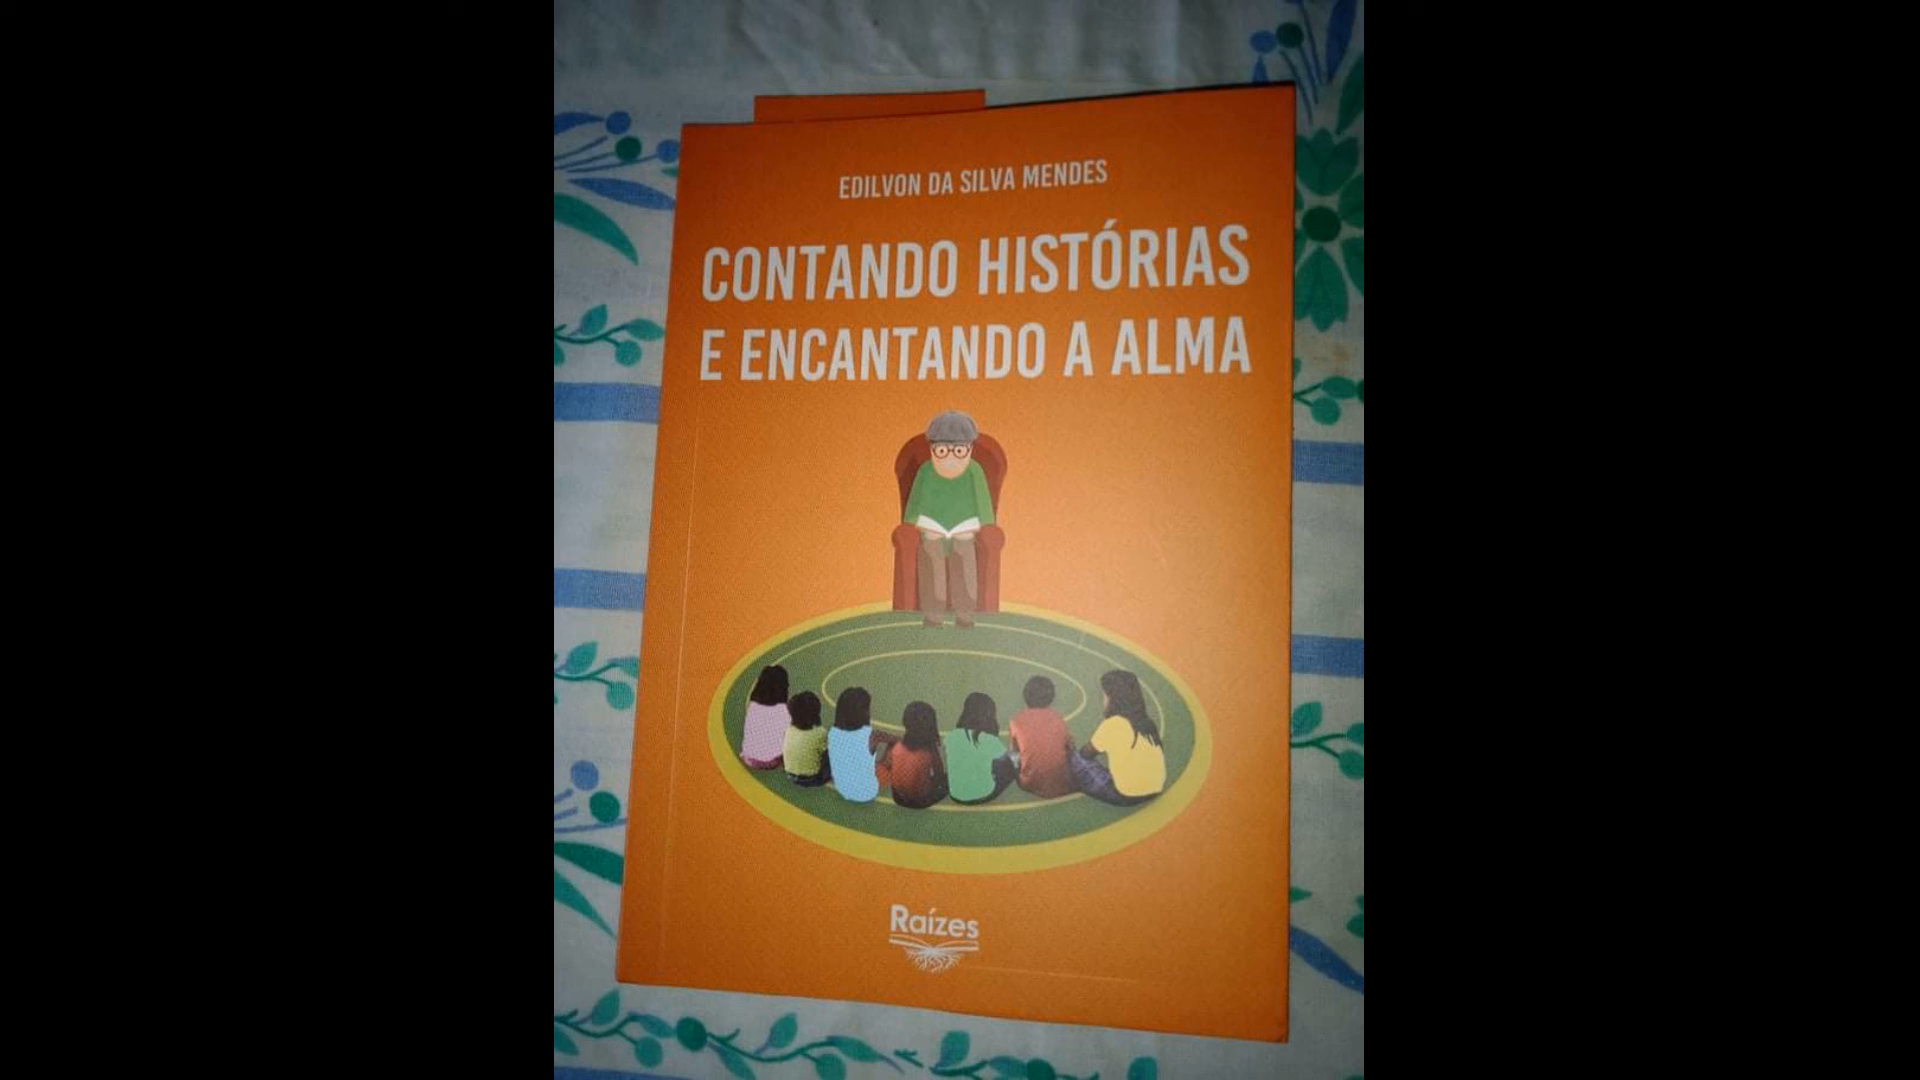 EDILVON DA SILVA MENDES
CONTANDO HISTÓRIAS
E ENCANTANDO A ALMA
Raízes